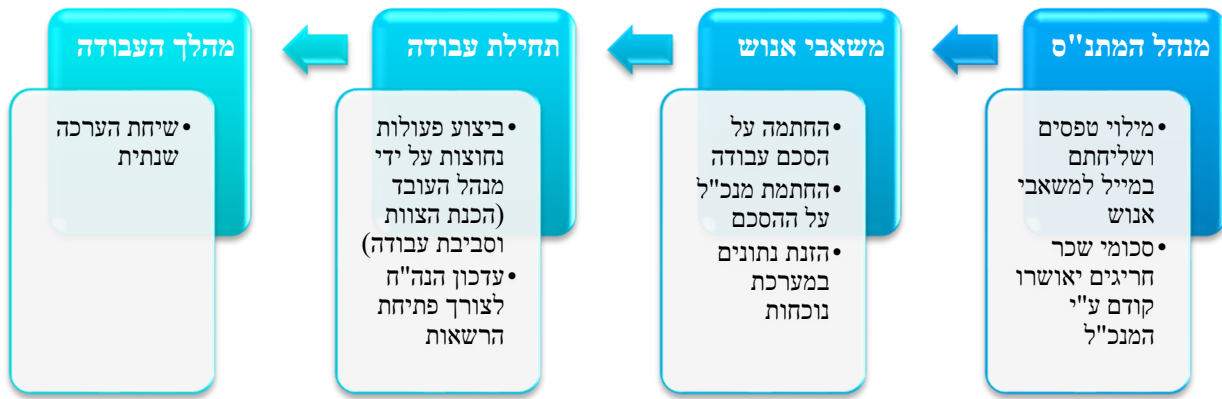 מנהל המתנ"ס
•מילוי טפסים
ושליחתם
במייל למשאבי
אנוש
•סכומי שכר
חריגים יאושרו
קודם ע"י
המנכ"ל
משאבי אנוש
•החתמה על
הסכם עבודה
•החתמת מנכ"ל
על ההסכם
•הזנת נתונים
במערכת
נוכחות
תחילת עבודה
•ביצוע פעולות
נחוצות על ידי
מנהל העובד
(הכנת הצוות
וסביבת עבודה)
•עדכון הנה"ח
לצורך פתיחת
הרשאות
מהלך העבודה
•שיחת הערכה
שנתית